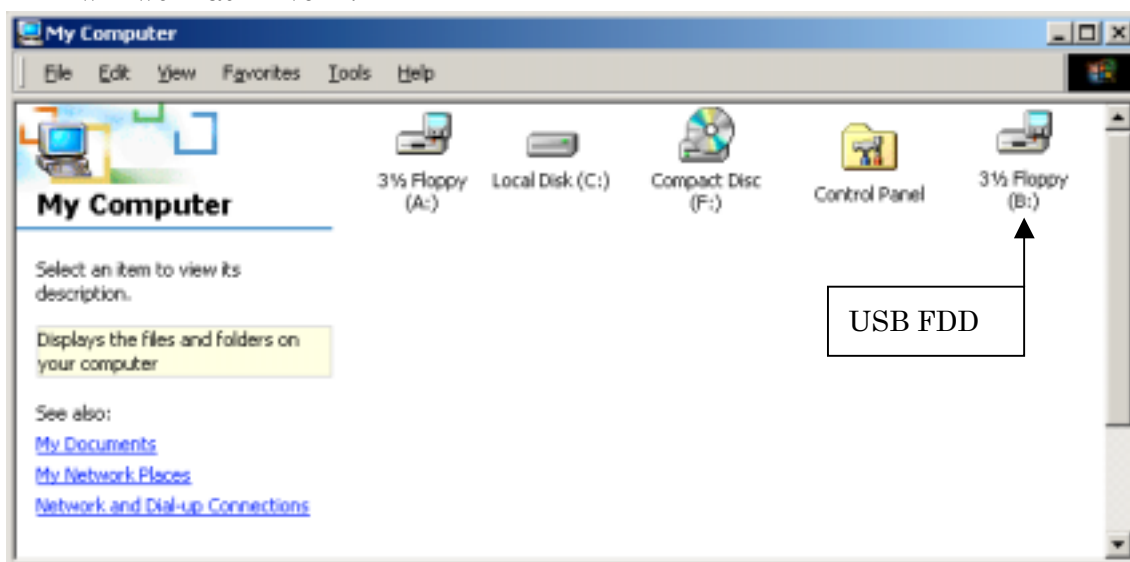 My Computer
File Edit View Favorites Tools Help
My Computer
Select an item to view its
description.
Displays the files and folders on
your computer
See also:
My Documents
My Network Places
Network and Dial-up Connections
3½ Floppy
(A:)
Local Disk (C:)
Compact Disc
(F:)
Control Panel
3½ Floppy
(B:)
USB FDD